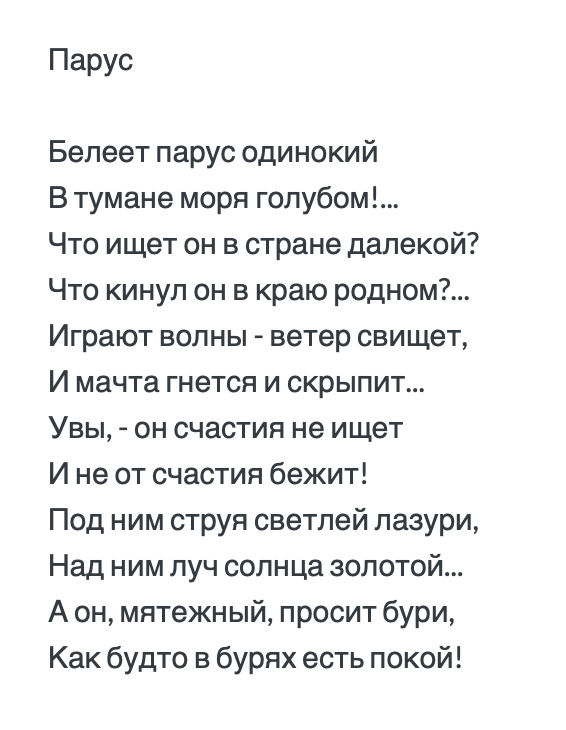 Парус
Белеет парус одинокий
В тумане моря голубом!...
Что ищет он в стране далекой?
Что кинул он в краю родном?...
Играют волны - ветер свищет,
И мачта гнется и скрыпит...
Увы, - он счастия не ищет
И не от счастия бежит!
Под ним струя светлей лазури,
Над ним луч солнца золотой...
А он, мятежный, просит бури,
Как будто в бурях есть покой!